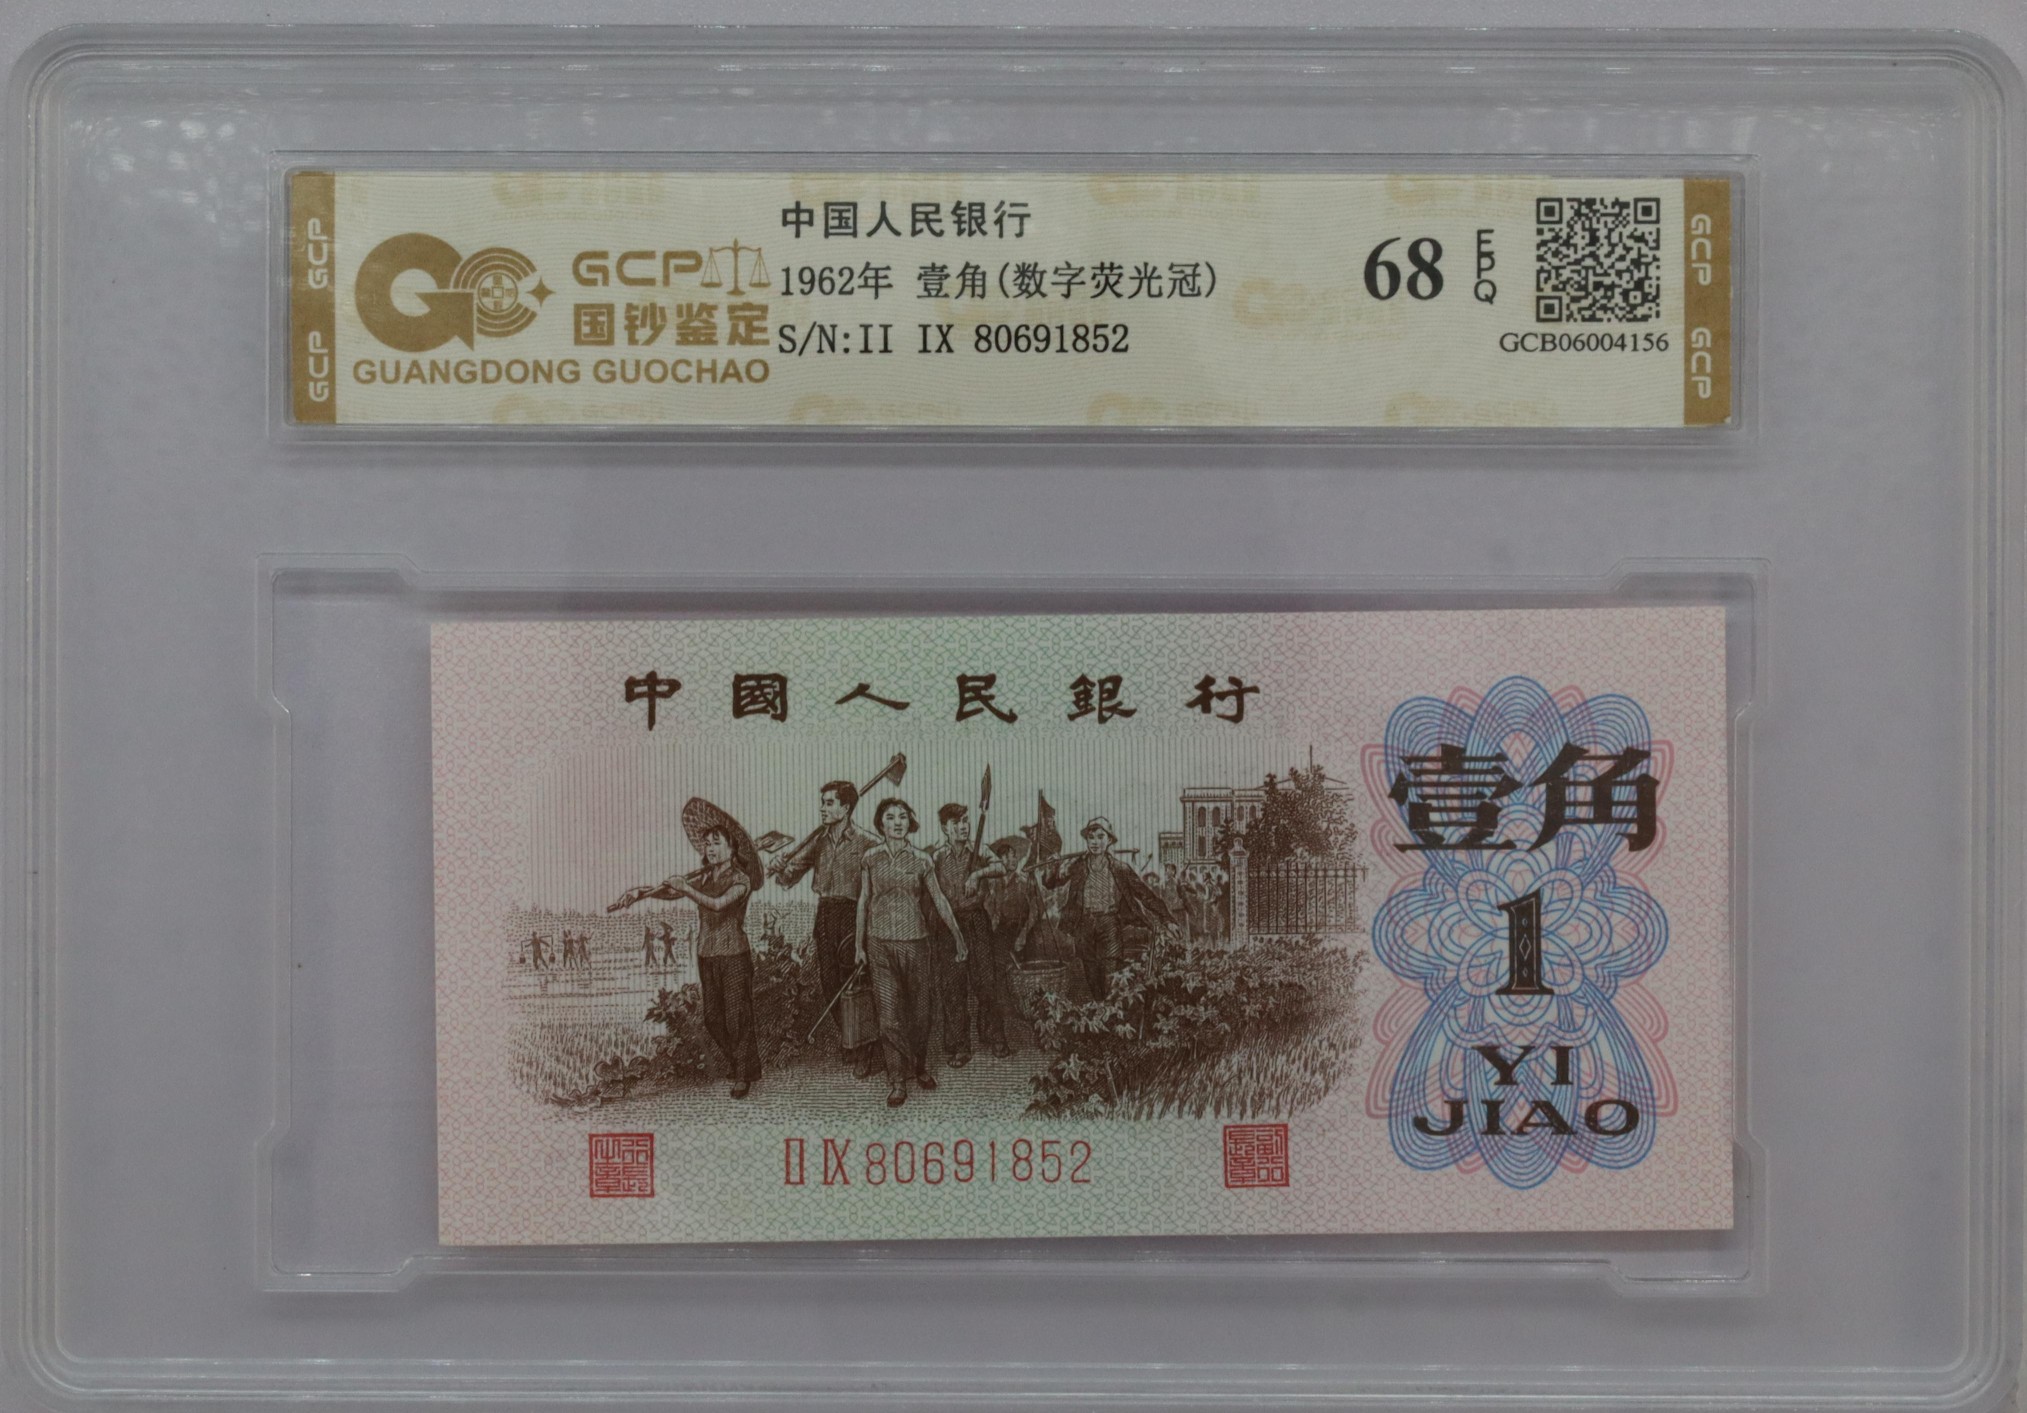 GCP
GCP
GCP
国钞鉴定
GUANGDONG GUOCHAO
中国人民银行
1962年 壹角(数字荧光冠)
S/N:II IX 80691852
68
EPQ
GCB06004156
GCP
GCP
中國人民銀行
壹角
1
YI
JIAO
II IX 80691852